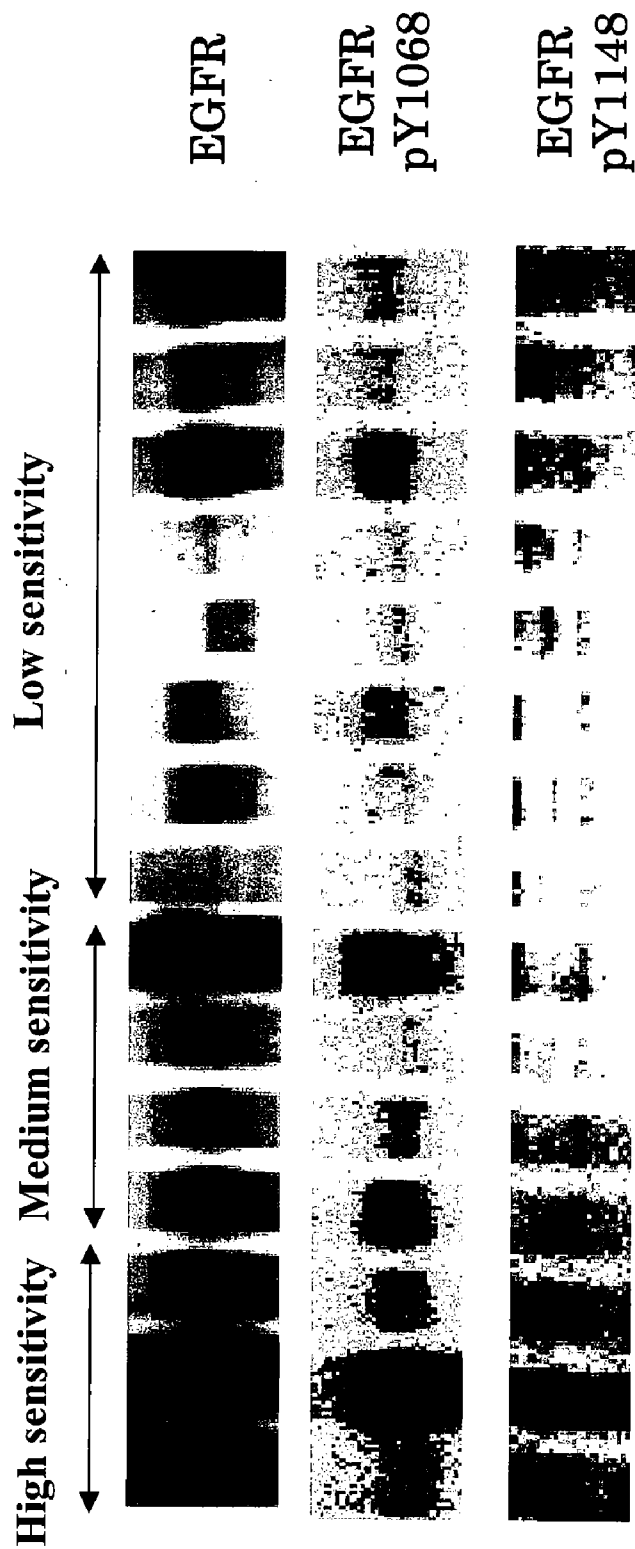 High sensitivity
Medium sensitivity
Low sensitivity
EGFR
EGFR
pY1068
EGFR
pY1148